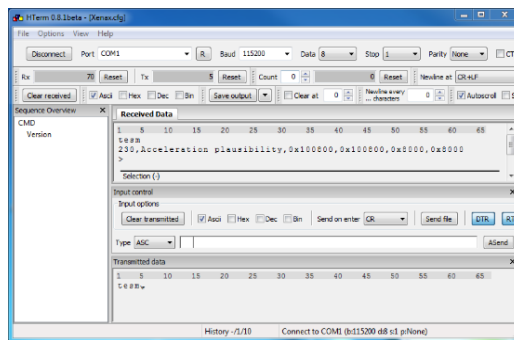 HTerm 0.8.1beta - [Xenax.cfg]
File Options View Help
Disconnect Port COM1 R Baud 115200 Data 8 Stop 1 Parity None CT
Rx 70 Reset Tx 5 Reset Count 0 0 Reset Newline at CR+LF
Clear received Ascii Hex Dec Bin Save output Clear at 0 Newline every ... characters 0 Autoscroll S
Sequence Overview X
CMD
Version
Received Data
1 5 10 15 20 25 30 35 40 45 50 55 60 65
tesm
230,Acceleration plausibility,0x100800,0x100800,0x8000,0x8000
>
Selection (-)
Input control
Input options
Clear transmitted Ascii Hex Dec Bin Send on enter CR Send file DTR RT
Type ASC ASend
Transmitted data
1 5 10 15 20 25 30 35 40 45 50 55 60 65
tesm
History -/1/10 Connect to COM1 (b:115200 d:8 s:1 p:None)